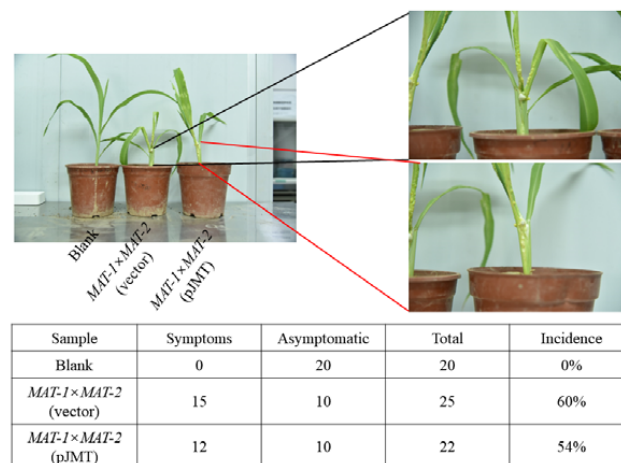 Blank
MAT-1×MAT-2
(vector)
MAT-1×MAT-2
(pJMT)
Sample Symptoms Asymptomatic Total Incidence
Blank 0 20 20 0%
MAT-1×MAT-2
(vector) 15 10 25 60%
MAT-1×MAT-2
(pJMT) 12 10 22 54%